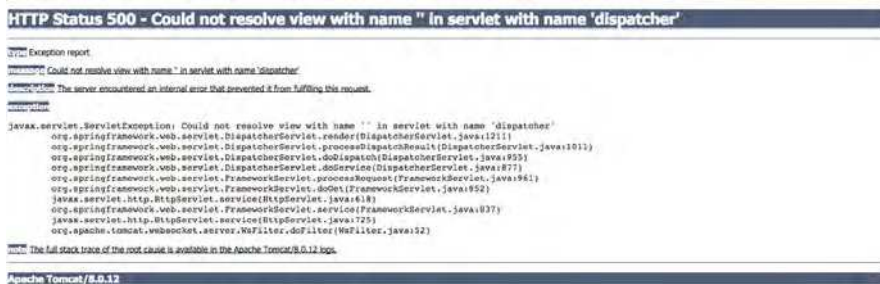 HTTP Status 500 - Could not resolve view with name '' in servlet with name 'dispatcher'
type Exception report
message Could not resolve view with name '' in servlet with name 'dispatcher'
description The server encountered an internal error that prevented it from fulfilling this request.
exception
javax.servlet.ServletException: Could not resolve view with name '' in servlet with name 'dispatcher'
org.springframework.web.servlet.DispatcherServlet.render(DispatcherServlet.java:1211)
org.springframework.web.servlet.DispatcherServlet.processDispatchResult(DispatcherServlet.java:1011)
org.springframework.web.servlet.DispatcherServlet.doDispatch(DispatcherServlet.java:955)
org.springframework.web.servlet.DispatcherServlet.doService(DispatcherServlet.java:877)
org.springframework.web.servlet.FrameworkServlet.processRequest(FrameworkServlet.java:961)
org.springframework.web.servlet.FrameworkServlet.doGet(FrameworkServlet.java:852)
javax.servlet.http.HttpServlet.service(HttpServlet.java:618)
org.springframework.web.servlet.FrameworkServlet.service(FrameworkServlet.java:837)
javax.servlet.http.HttpServlet.service(HttpServlet.java:725)
org.apache.tomcat.websocket.server.WsFilter.doFilter(WsFilter.java:52)
note The full stack trace of the root cause is available in the Apache Tomcat/8.0.12 logs.
Apache Tomcat/8.0.12